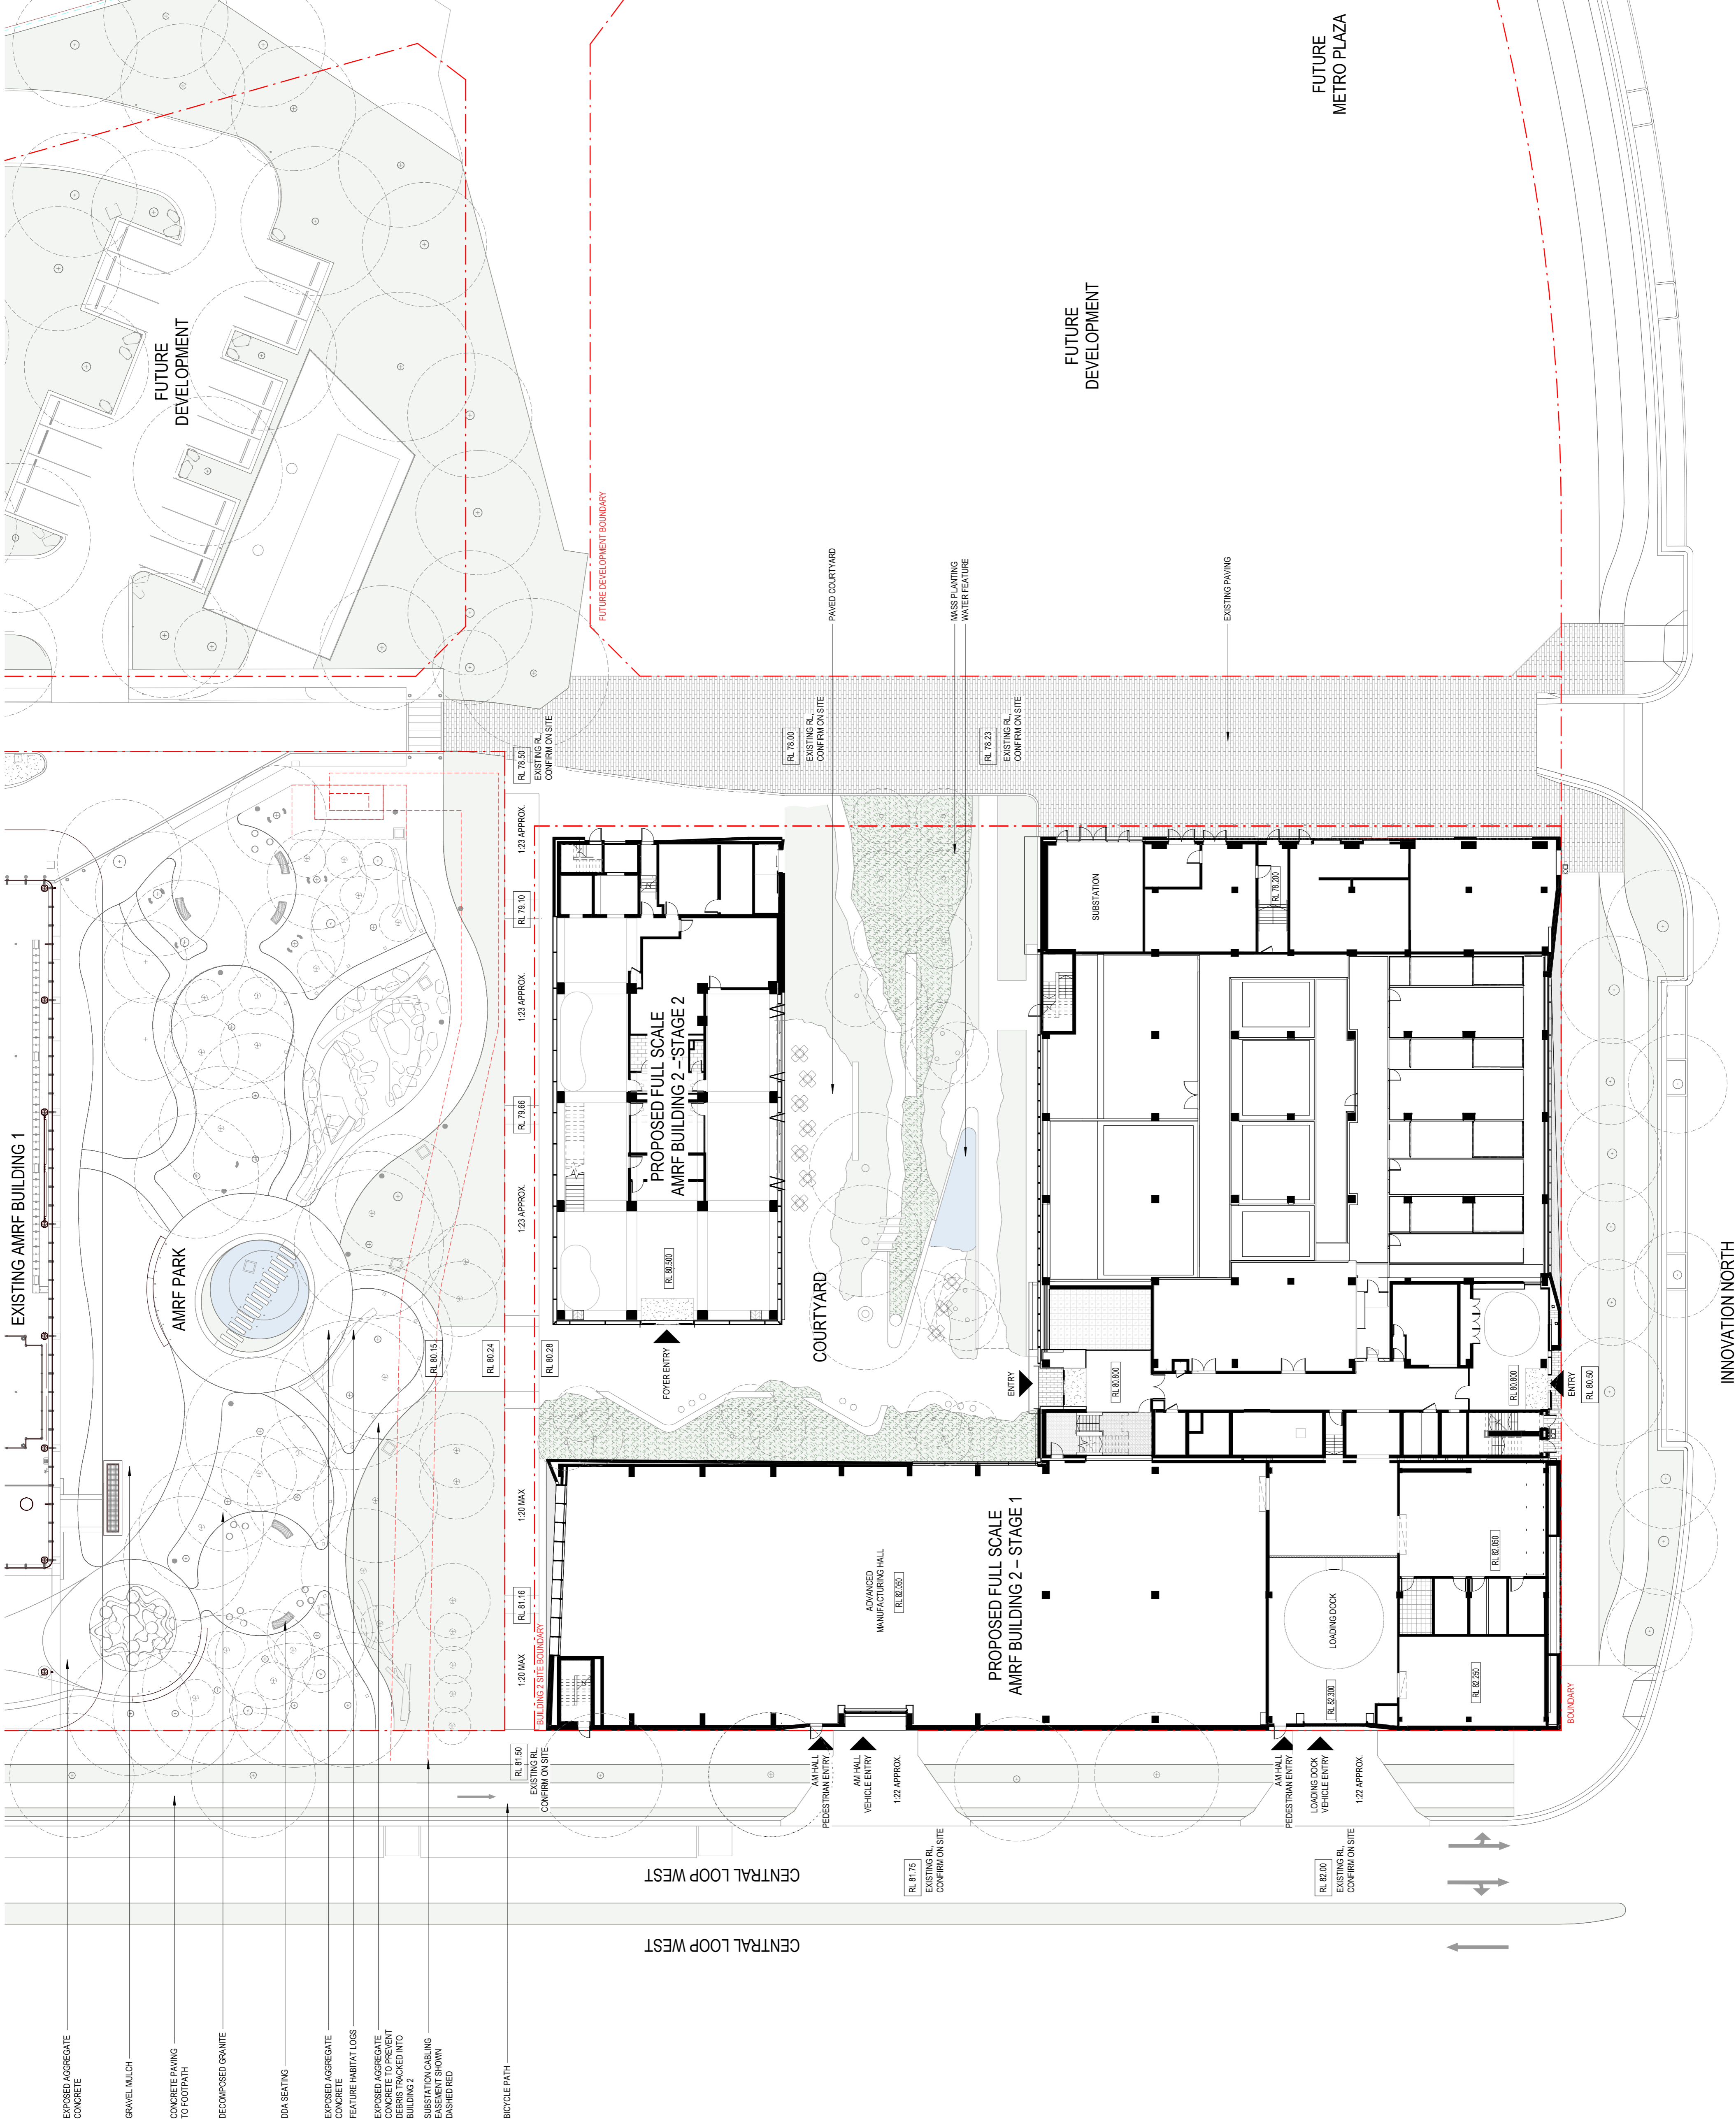 EXPOSED AGGREGATE
CONCRETE
GRAVEL MULCH
CONCRETE PAVING
TO FOOTPATH
DECOMPOSED GRANITE
DDA SEATING
EXPOSED AGGREGATE
CONCRETE
FEATURE HABITAT LOGS
EXPOSED AGGREGATE
CONCRETE TO PREVENT
DEBRIS TRACKED INTO
BUILDING 2
SUBSTATION CABLING
EASEMENT SHOWN
DASHED RED
BICYCLE PATH
EXISTING AMRF BUILDING 1
AMRF PARK
FUTURE
DEVELOPMENT
FUTURE
METRO PLAZA
FUTURE
DEVELOPMENT
FUTURE DEVELOPMENT BOUNDARY
RL 80.15
RL 80.24
RL 80.28
RL 81.50
EXISTING RL,
CONFIRM ON SITE
1:20 MAX
RL 81.16
1:20 MAX
1:23 APPROX.
RL 79.66
1:23 APPROX.
RL 79.10
1:23 APPROX.
RL 78.50
EXISTING RL,
CONFIRM ON SITE
BUILDING 2 SITE BOUNDARY
FOYER ENTRY
RL 80.500
PROPOSED FULL SCALE
AMRF BUILDING 2 – STAGE 2
COURTYARD
PAVED COURTYARD
MASS PLANTING
WATER FEATURE
EXISTING PAVING
RL 78.00
EXISTING RL,
CONFIRM ON SITE
RL 78.23
EXISTING RL,
CONFIRM ON SITE
CENTRAL LOOP WEST
CENTRAL LOOP WEST
AM HALL
PEDESTRIAN ENTRY
AM HALL
VEHICLE ENTRY
1:22 APPROX.
RL 81.75
EXISTING RL,
CONFIRM ON SITE
ADVANCED
MANUFACTURING HALL
RL 82.050
PROPOSED FULL SCALE
AMRF BUILDING 2 – STAGE 1
ENTRY
RL 80.800
SUBSTATION
RL 78.200
AM HALL
PEDESTRIAN ENTRY
LOADING DOCK
VEHICLE ENTRY
1:22 APPROX.
RL 82.00
EXISTING RL,
CONFIRM ON SITE
LOADING DOCK
RL 82.300
RL 82.250
RL 82.050
RL 80.800
ENTRY
RL 80.50
BOUNDARY
INNOVATION NORTH